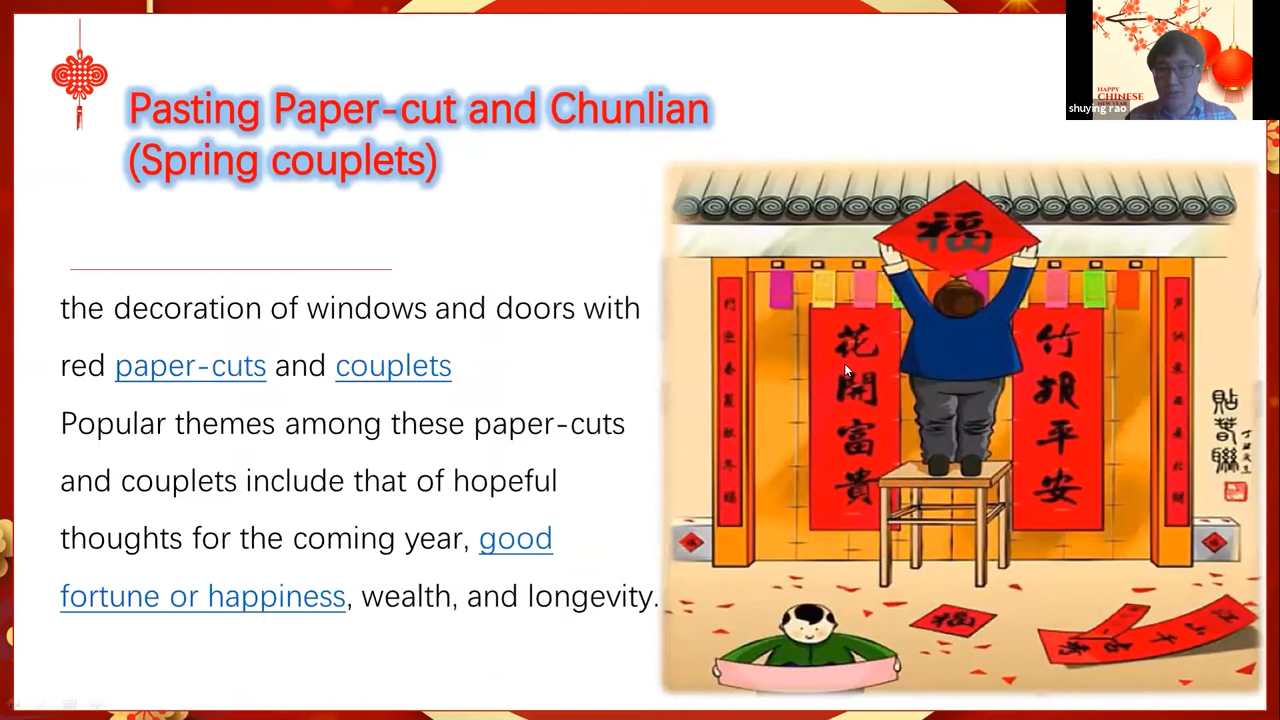 Pasting Paper-cut and Chunlian
(Spring couplets)
the decoration of windows and doors with
red paper-cuts and couplets
Popular themes among these paper-cuts
and couplets include that of hopeful
thoughts for the coming year, good
fortune or happiness, wealth, and longevity.
HAPPY
CHINESE
NEW YEAR
shuying rao
福
花開富貴
竹報平安
貼春聯
福